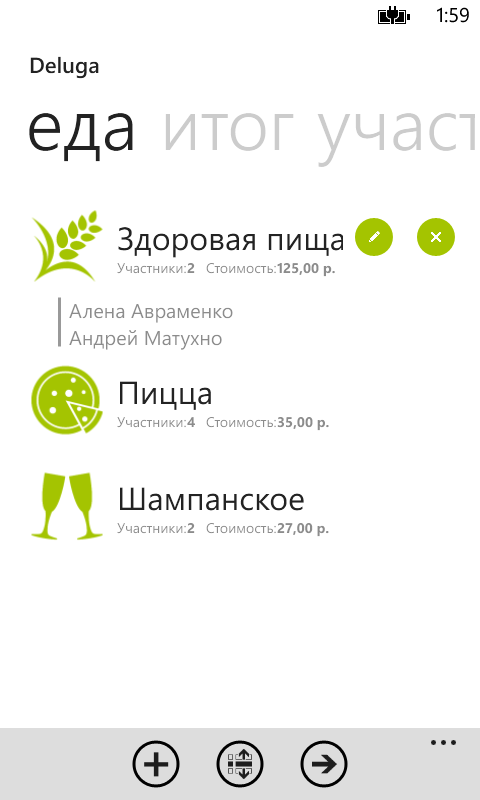 1:59
Deluga
еда итог участ
Здоровая пища
Участники:2 Стоимость:125,00 р.
Алена Авраменко
Андрей Матухно
Пицца
Участники:4 Стоимость:35,00 р.
Шампанское
Участники:2 Стоимость:27,00 р.